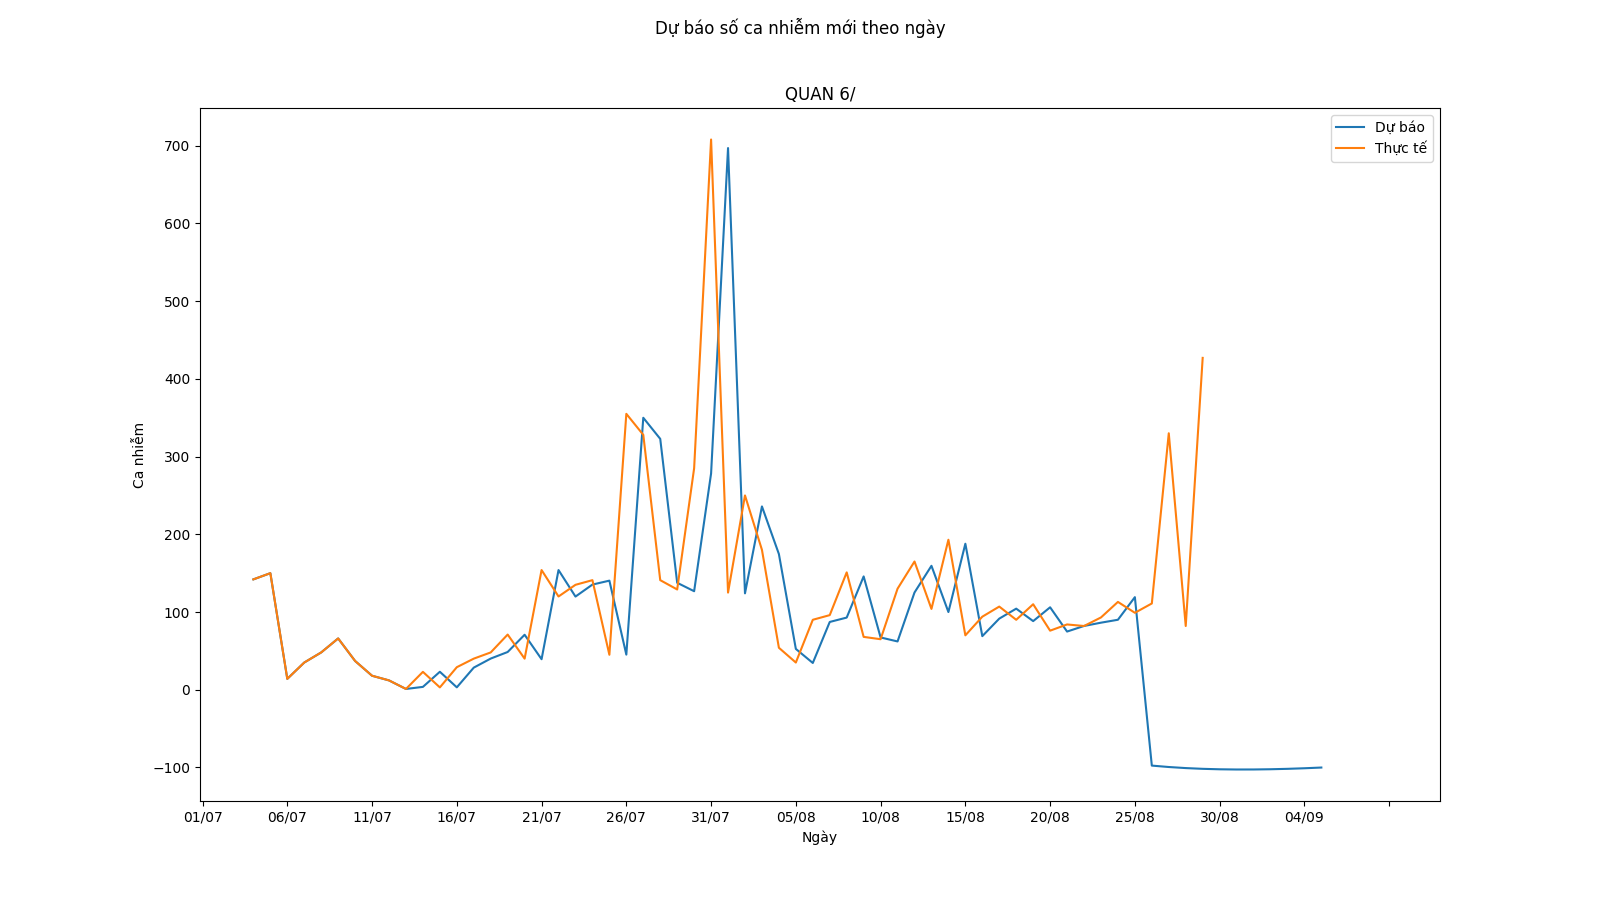 Dự báo số ca nhiễm mới theo ngày
QUAN 6/
Dự báo
Thực tế
700
600
500
400
300
200
100
0
−100
Ca nhiễm
01/07 06/07 11/07 16/07 21/07 26/07 31/07 05/08 10/08 15/08 20/08 25/08 30/08 04/09
Ngày